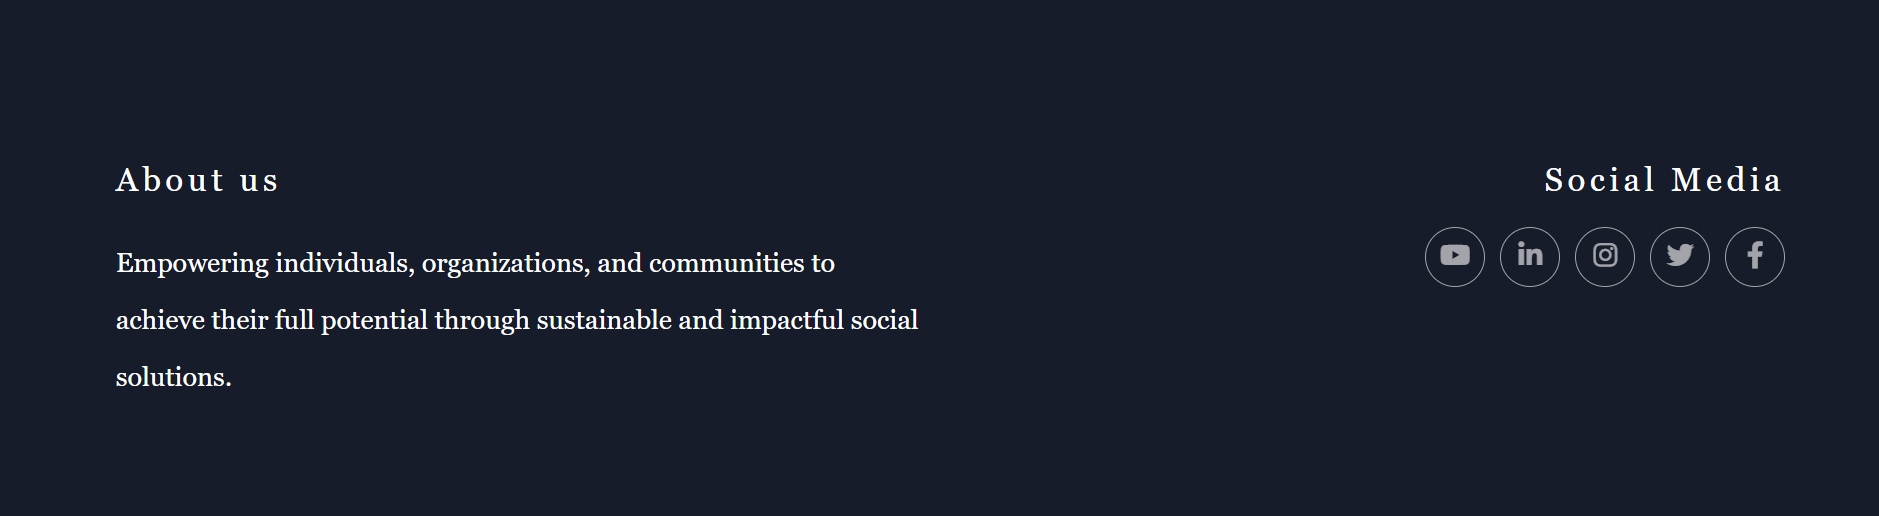 About us
Empowering individuals, organizations, and communities to
achieve their full potential through sustainable and impactful social
solutions.
Social Media